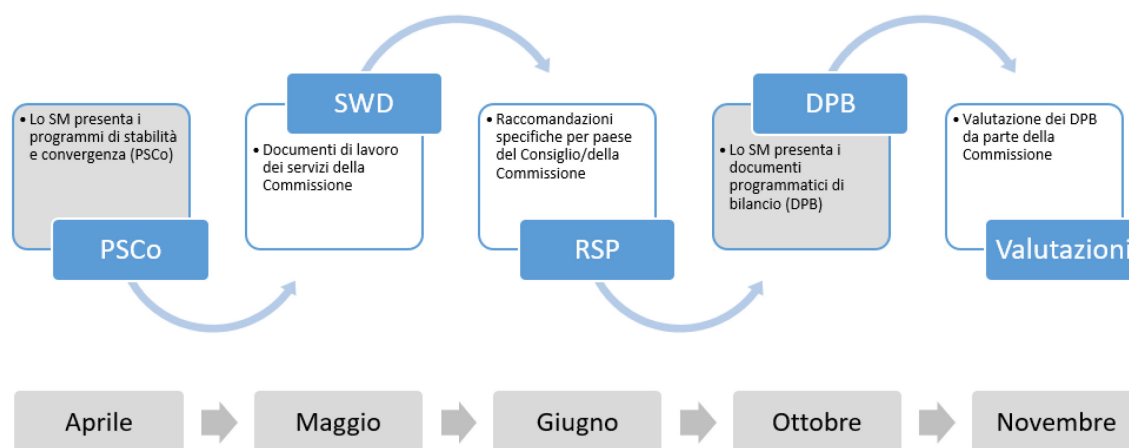 • Lo SM presenta i
programmi di stabilità
e convergenza (PSCo)
PSCo
SWD
• Documenti di lavoro
dei servizi della
Commissione
• Raccomandazioni
specifiche per paese
del Consiglio/della
Commissione
RSP
DPB
• Lo SM presenta i
documenti
programmatici di
bilancio (DPB)
• Valutazione dei DPB
da parte della
Commissione
Valutazioni
Aprile
Maggio
Giugno
Ottobre
Novembre